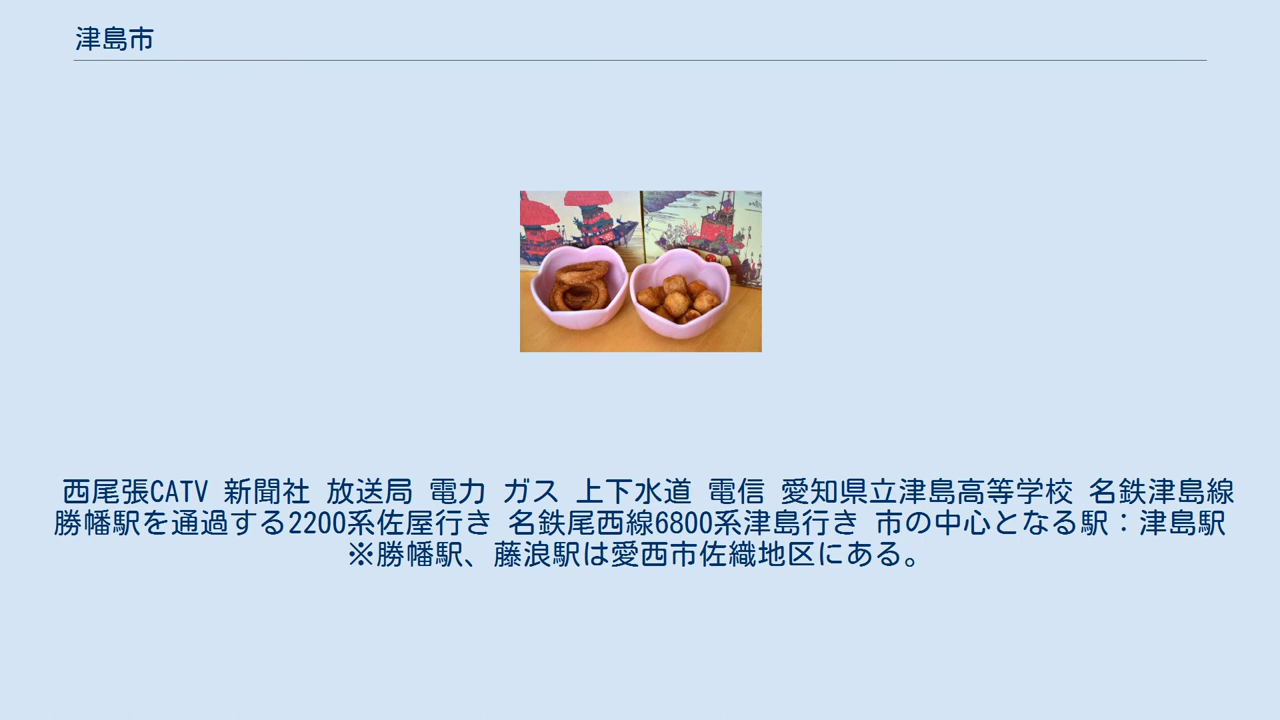 津島市
西尾張CATV 新聞社 放送局 電力 ガス 上下水道 電信 愛知県立津島高等学校 名鉄津島線
勝幡駅を通過する2200系佐屋行き 名鉄尾西線6800系津島行き 市の中心となる駅：津島駅
※勝幡駅、藤浪駅は愛西市佐織地区にある。